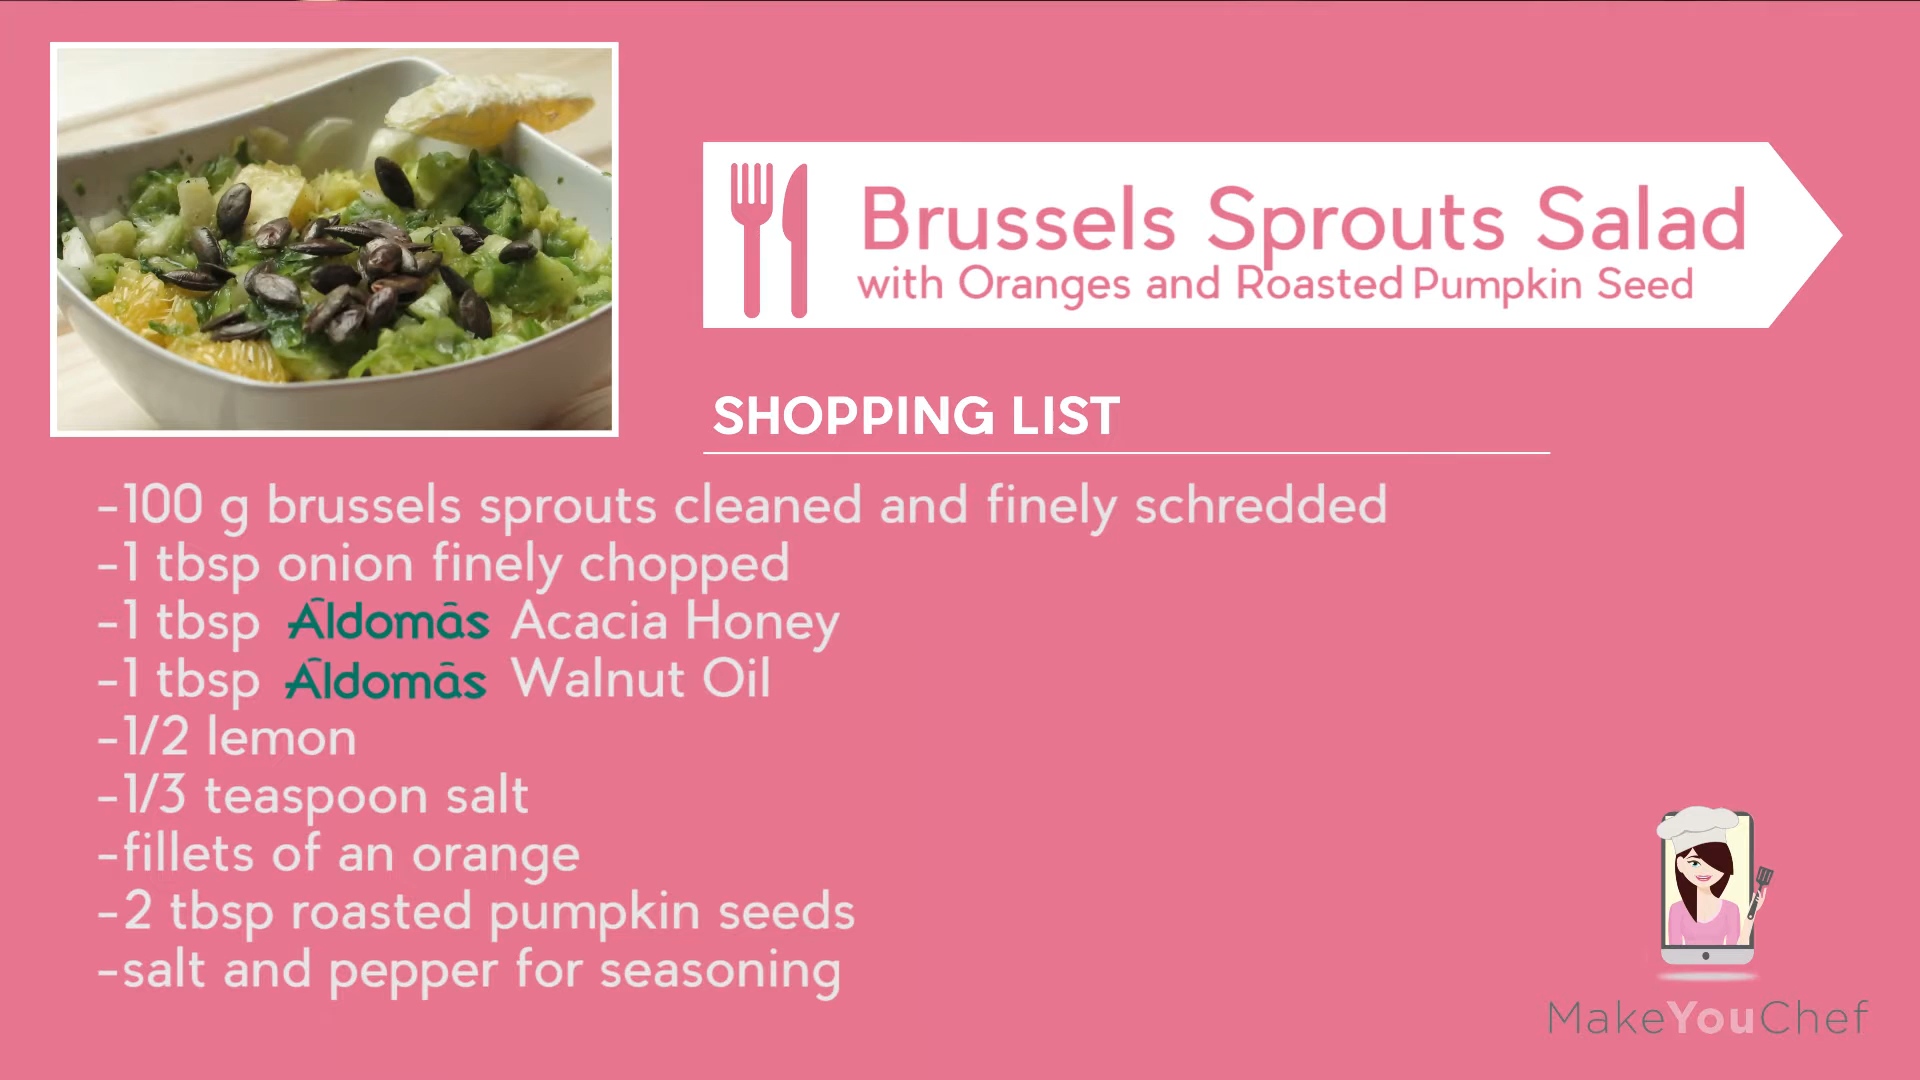 Brussels Sprouts Salad
with Oranges and Roasted Pumpkin Seed
SHOPPING LIST
-100 g brussels sprouts cleaned and finely schredded
-1 tbsp onion finely chopped
-1 tbsp Āldomās Acacia Honey
-1 tbsp Āldomās Walnut Oil
-1/2 lemon
-1/3 teaspoon salt
-fillets of an orange
-2 tbsp roasted pumpkin seeds
-salt and pepper for seasoning
MakeYouChef